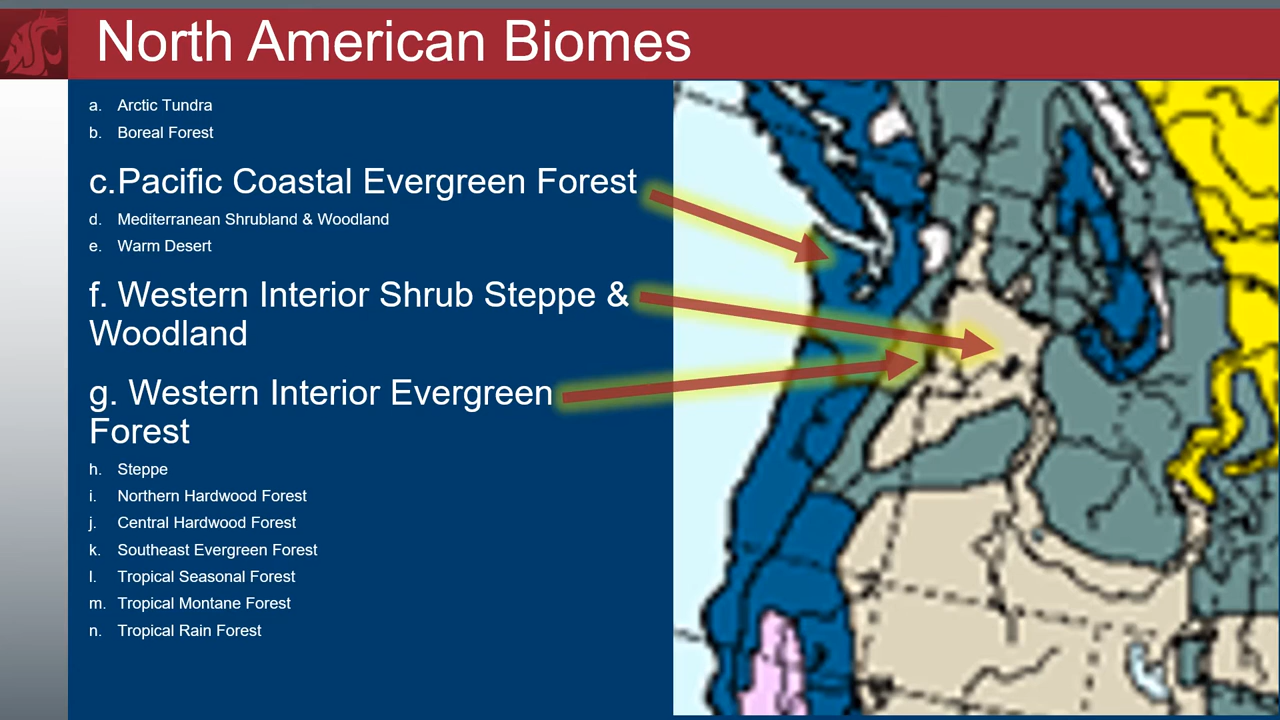 North American Biomes
a. Arctic Tundra
b. Boreal Forest
c.Pacific Coastal Evergreen Forest
d. Mediterranean Shrubland & Woodland
e. Warm Desert
f. Western Interior Shrub Steppe &
Woodland
g. Western Interior Evergreen
Forest
h. Steppe
i. Northern Hardwood Forest
j. Central Hardwood Forest
k. Southeast Evergreen Forest
l. Tropical Seasonal Forest
m. Tropical Montane Forest
n. Tropical Rain Forest